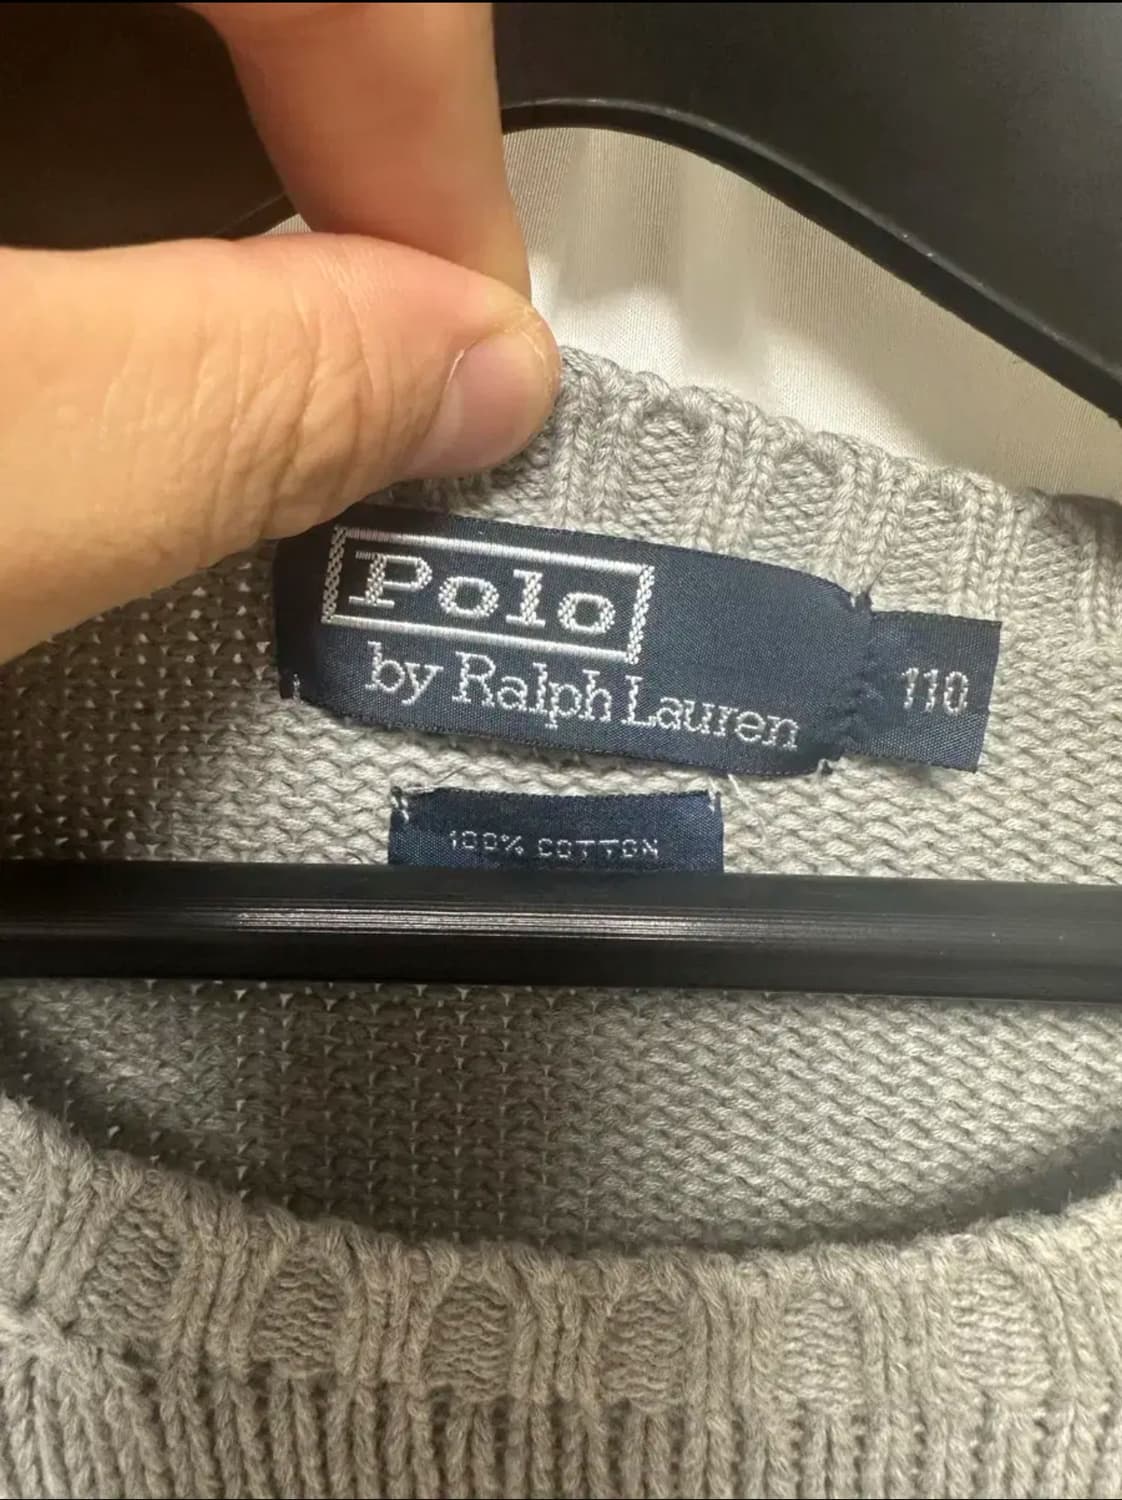 Polo
by Ralph Lauren
110
100% COTTON